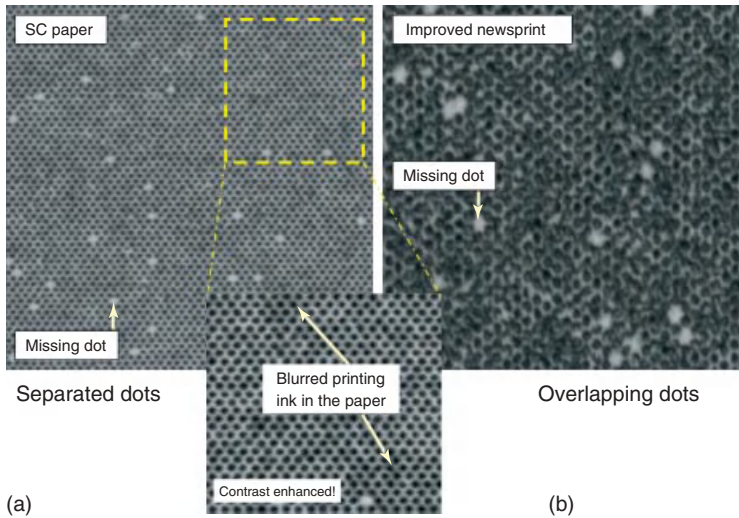 SC paper
Improved newsprint
Missing dot
Missing dot
Blurred printing
ink in the paper
Separated dots
Overlapping dots
Contrast enhanced!
(a)
(b)